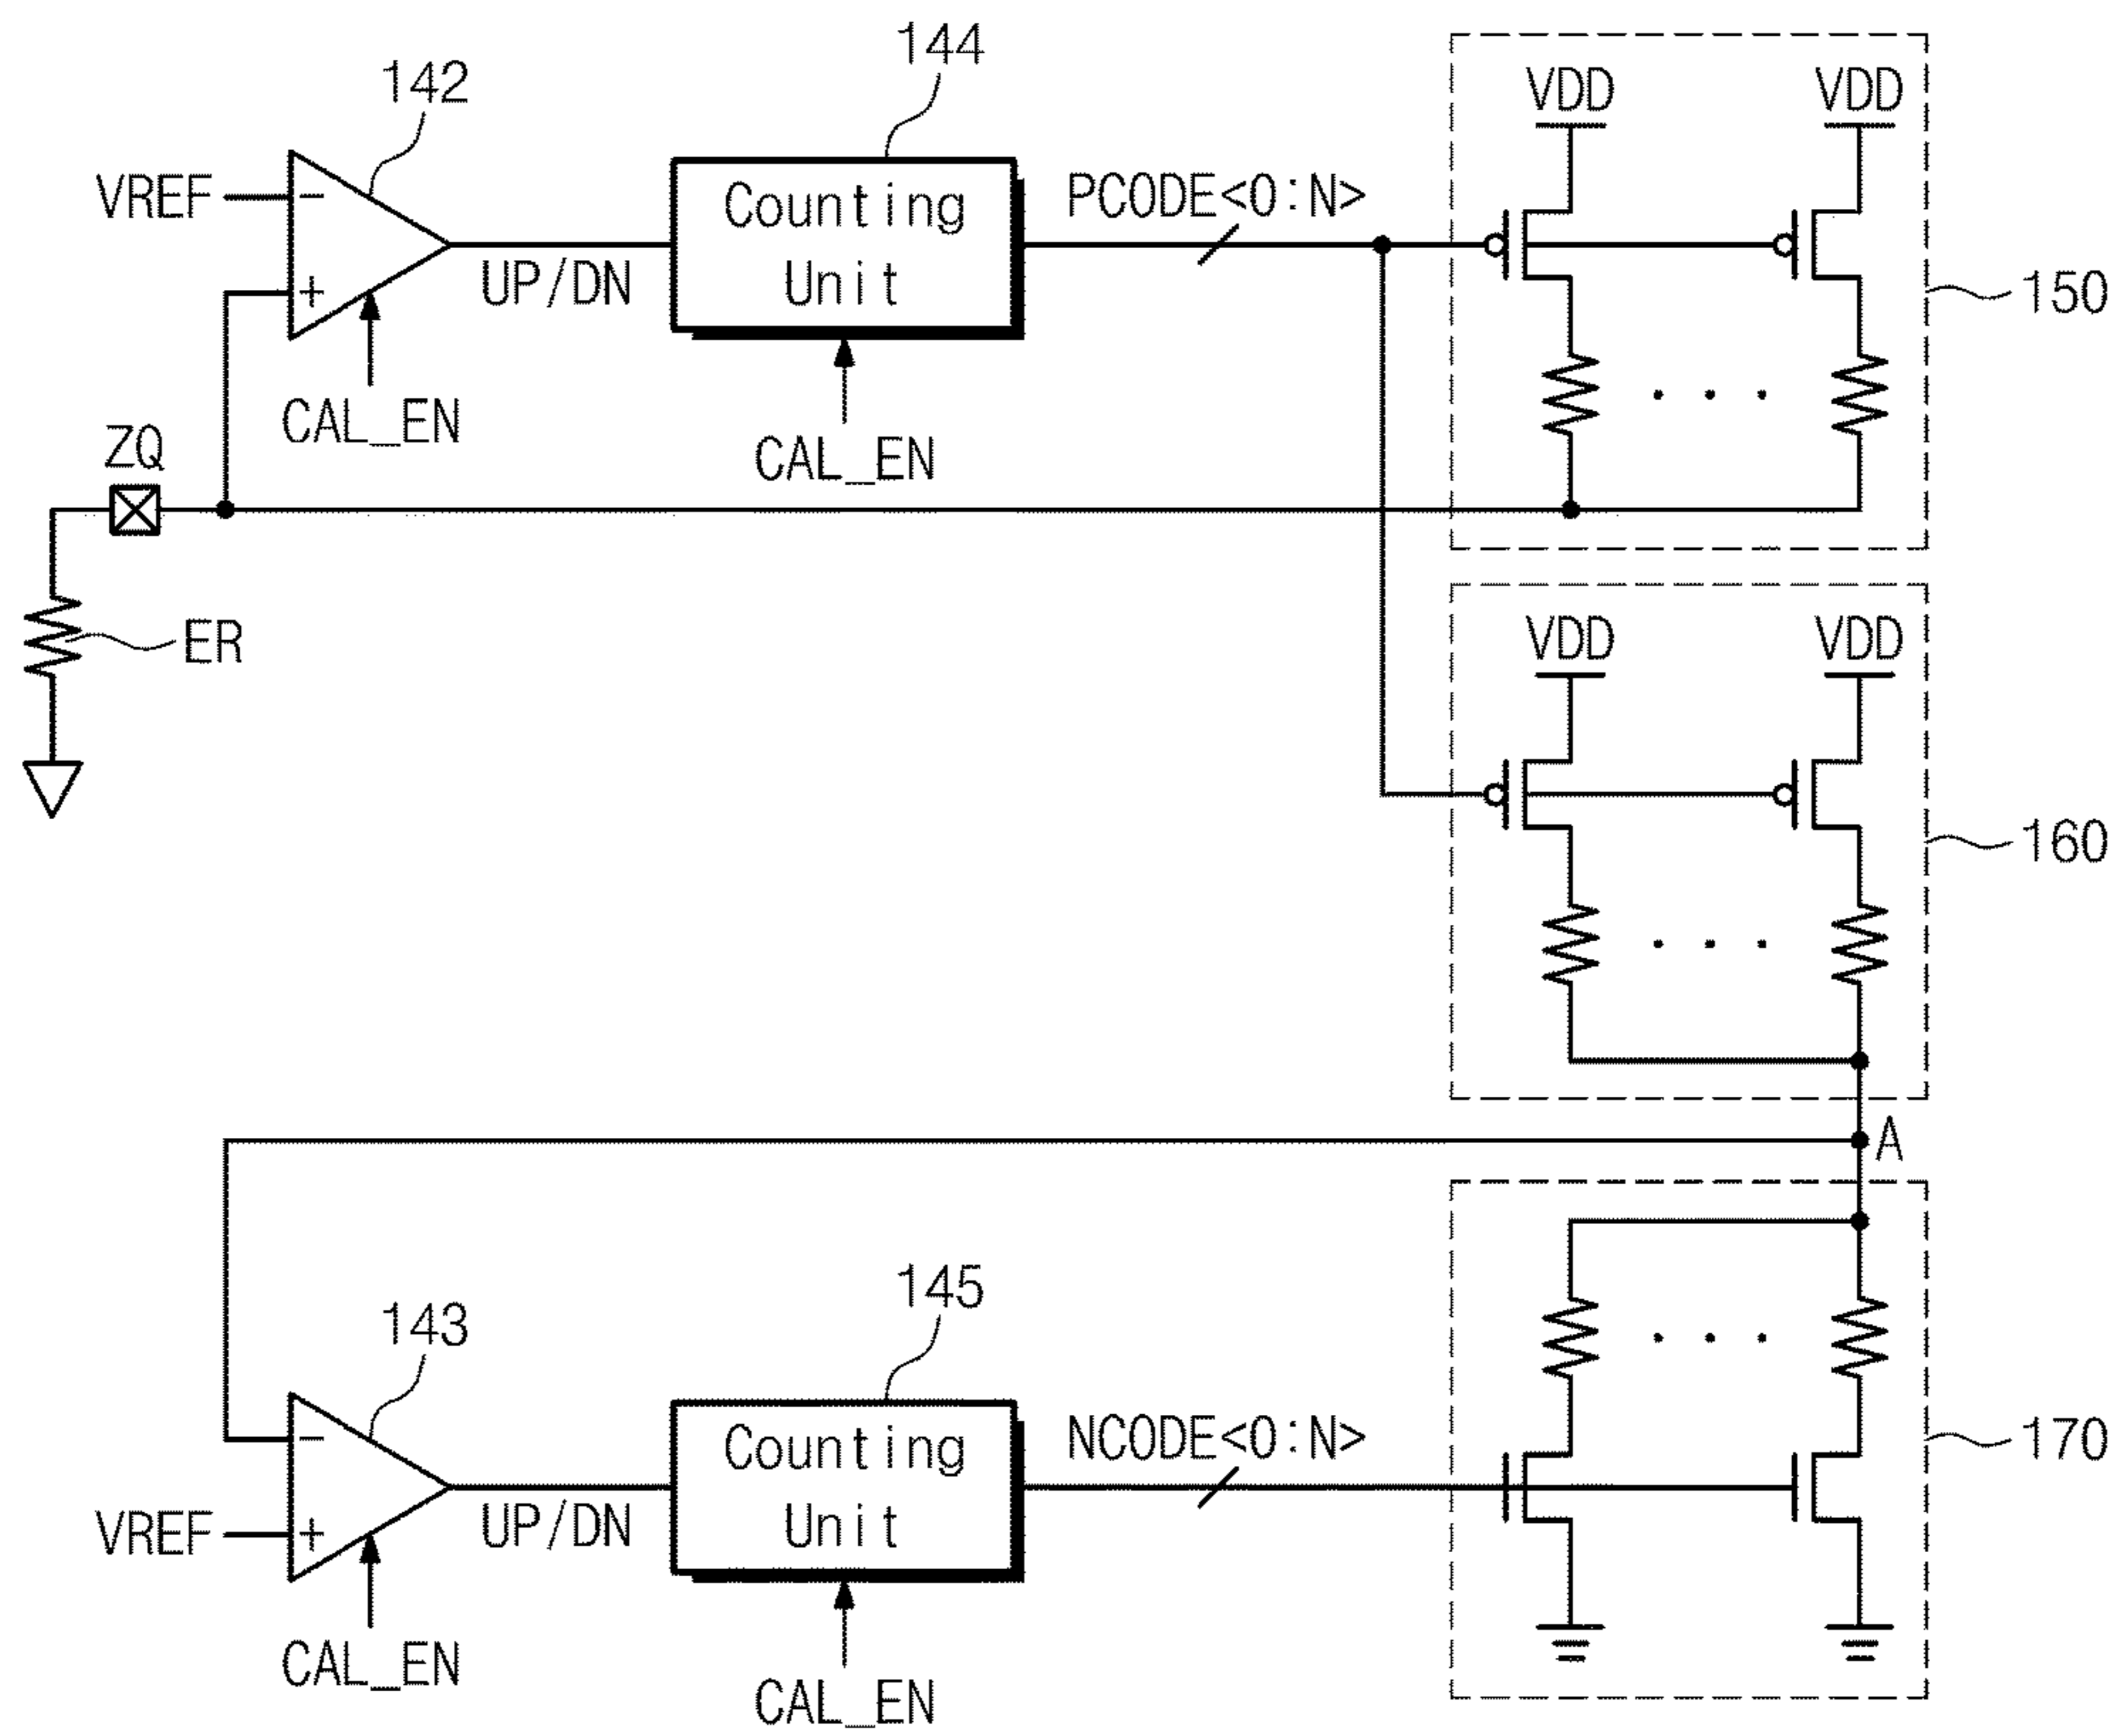 144
142
VDD VDD
VREF
−
+
Counting
Unit
PCODE<0:N>
UP/DN
150
CAL_EN
CAL_EN
ZQ
ER
VDD VDD
160
A
145
143
−
+
VREF
Counting
Unit
NCODE<0:N>
UP/DN
170
CAL_EN
CAL_EN